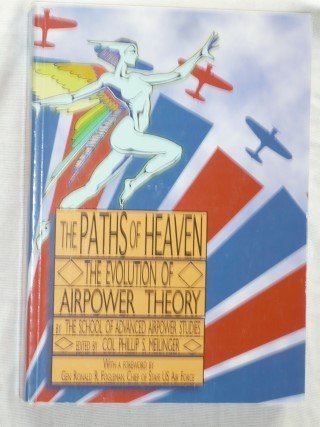 THE PATHS OF HEAVEN
THE EVOLUTION OF
AIRPOWER THEORY
BY THE SCHOOL OF ADVANCED AIRPOWER STUDIES
EDITED BY COL PHILLIP S. MEILINGER
WITH A FOREWORD BY
GEN RONALD R. FOGLEMAN, CHIEF OF STAFF US AIR FORCE